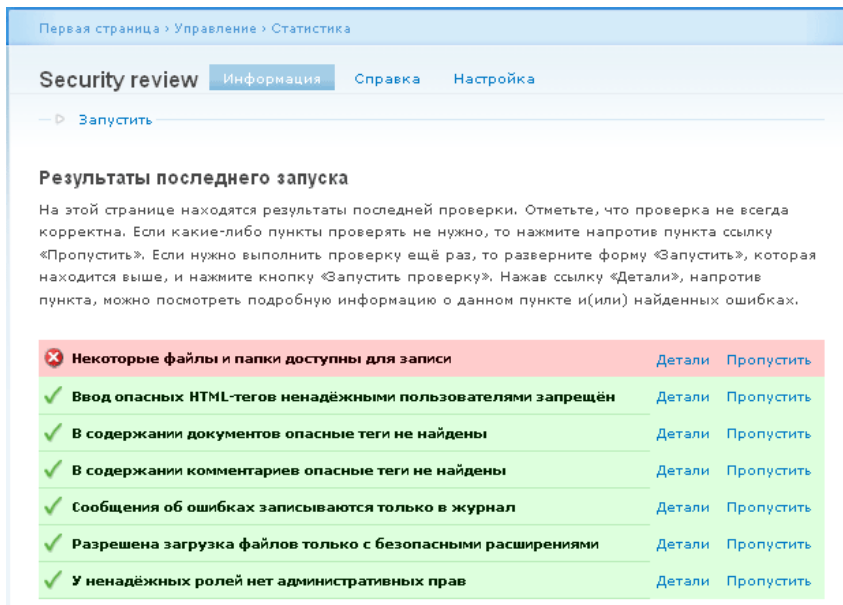 Первая страница › Управление › Статистика
Security review Информация Справка Настройка
Запустить
Результаты последнего запуска
На этой странице находятся результаты последней проверки. Отметьте, что проверка не всегда
корректна. Если какие-либо пункты проверять не нужно, то нажмите напротив пункта ссылку
«Пропустить». Если нужно выполнить проверку ещё раз, то разверните форму «Запустить», которая
находится выше, и нажмите кнопку «Запустить проверку». Нажав ссылку «Детали», напротив
пункта, можно посмотреть подробную информацию о данном пункте и(или) найденных ошибках.
Некоторые файлы и папки доступны для записи Детали Пропустить
Ввод опасных HTML-тегов ненадёжными пользователями запрещён Детали Пропустить
В содержании документов опасные теги не найдены Детали Пропустить
В содержании комментариев опасные теги не найдены Детали Пропустить
Сообщения об ошибках записываются только в журнал Детали Пропустить
Разрешена загрузка файлов только с безопасными расширениями Детали Пропустить
У ненадёжных ролей нет административных прав Детали Пропустить